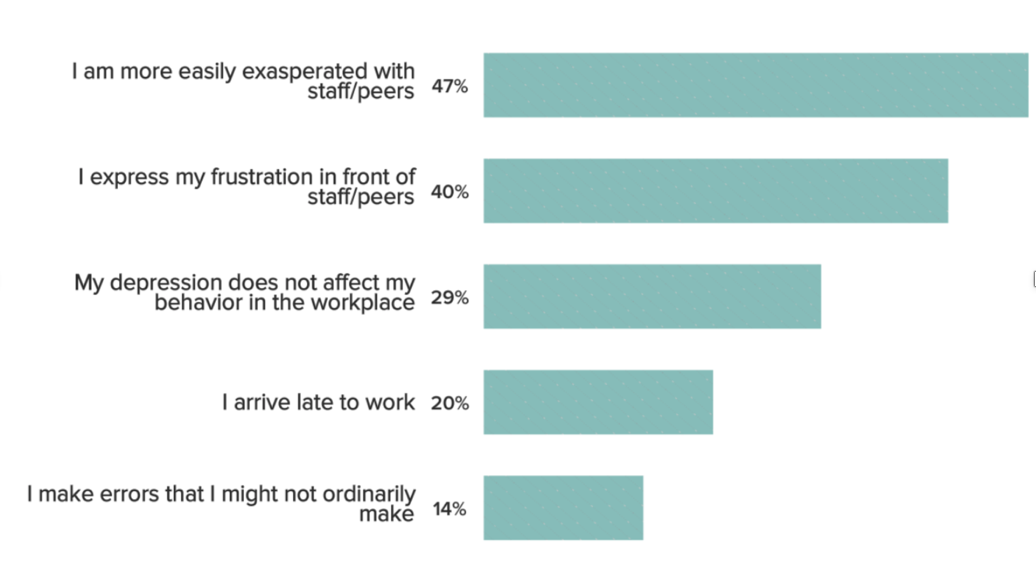 I am more easily exasperated with
staff/peers
47%
I express my frustration in front of
staff/peers
40%
My depression does not affect my
behavior in the workplace
29%
I arrive late to work 20%
I make errors that I might not ordinarily
make
14%